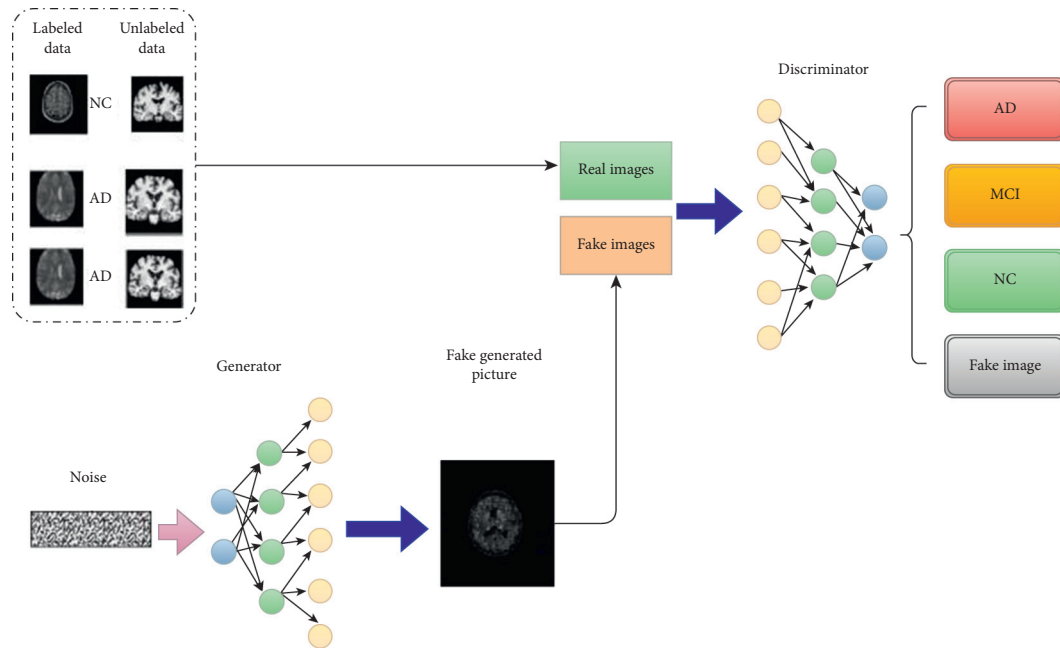 Labeled
data
Unlabeled
data
NC
AD
AD
Real images
Fake images
Discriminator
AD
MCI
NC
Fake image
Generator
Fake generated
picture
Noise